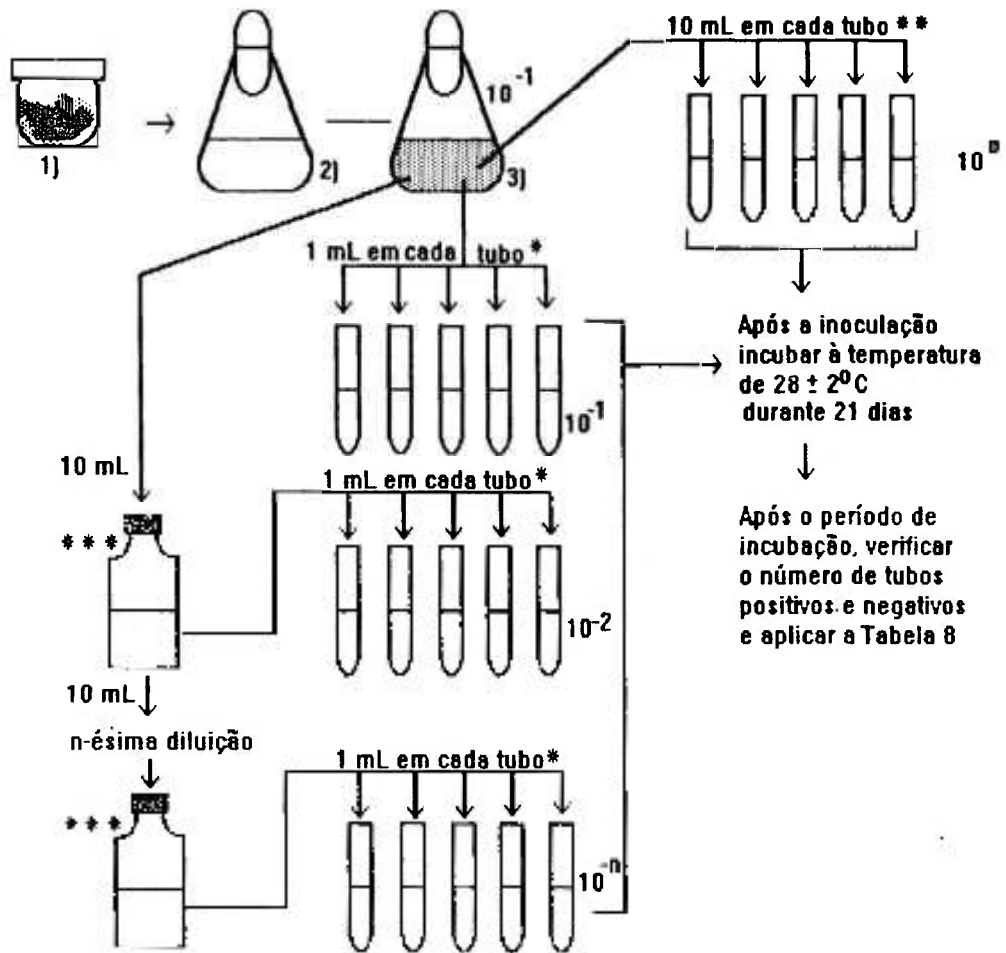 10 mL em cada tubo **
1)
2)
10-1
3)
10
1 mL em cada tubo *
10-1
Após a inoculação
incubar à temperatura
de 28 ± 2ºC
durante 21 dias
10 mL
***
1 mL em cada tubo *
10-2
Após o período de
incubação, verificar
o número de tubos
positivos e negativos
e aplicar a Tabela 8
10 mL
n-ésima diluição
***
1 mL em cada tubo*
10-n